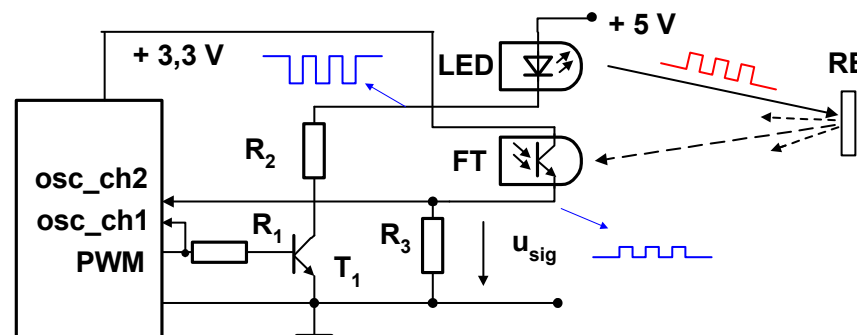 + 5 V
+ 3,3 V
LED
RE
R2
FT
osc_ch2
osc_ch1
R1
R3
usig
PWM
T1